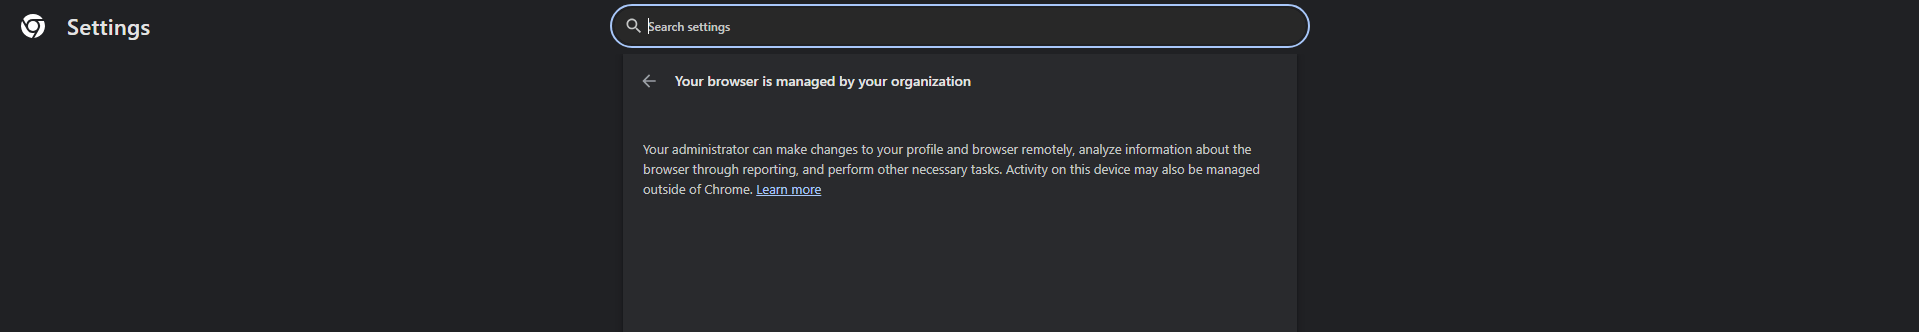 Settings
Search settings
Your browser is managed by your organization
Your administrator can make changes to your profile and browser remotely, analyze information about the
browser through reporting, and perform other necessary tasks. Activity on this device may also be managed
outside of Chrome. Learn more